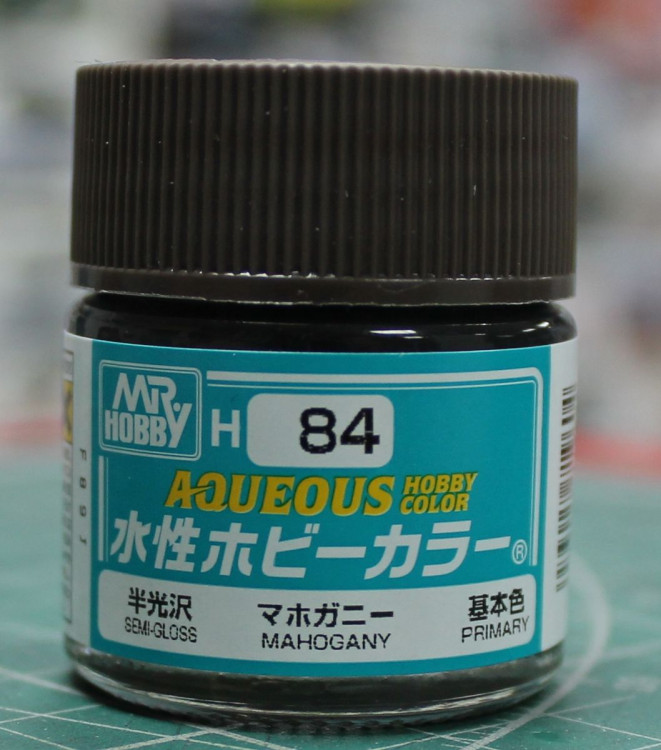 MR.
HOBBY
H 84
AQUEOUS HOBBY COLOR
水性ホビーカラー®
半光沢 マホガニー 基本色
SEMI-GLOSS MAHOGANY PRIMARY
F091